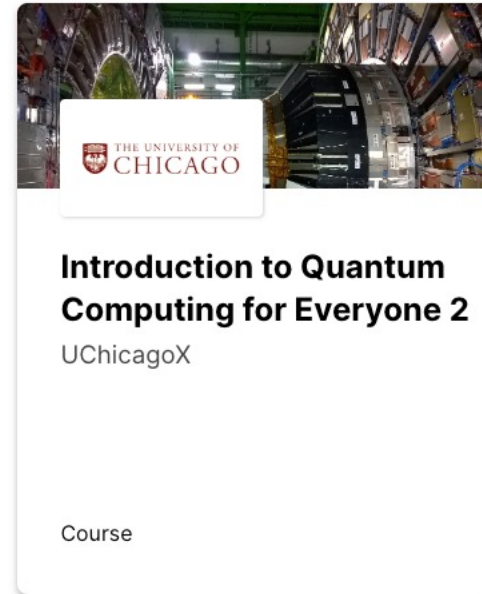 THE UNIVERSITY OF
CHICAGO
Introduction to Quantum
Computing for Everyone 2
UChicagoX
Course